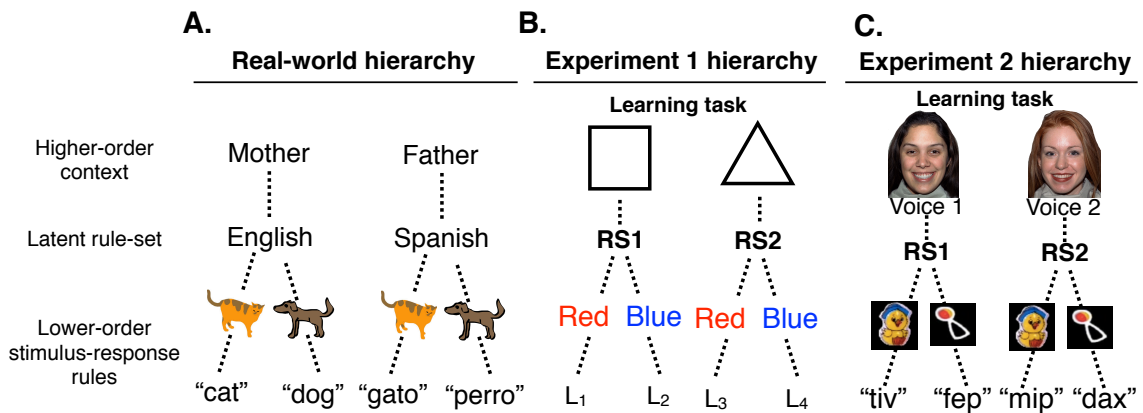 A.
B.
C.
Real-world hierarchy
Experiment 1 hierarchy
Experiment 2 hierarchy
Learning task
Learning task
Higher-order
context
Mother
Father
Voice 1
Voice 2
Latent rule-set
English
Spanish
RS1
RS2
RS1
RS2
Lower-order
stimulus-response
rules
Red
Blue
Red
Blue
“cat”
“dog”
“gato”
“perro”
L₁
L₂
L₃
L₄
“tiv”
“fep”
“mip”
“dax”